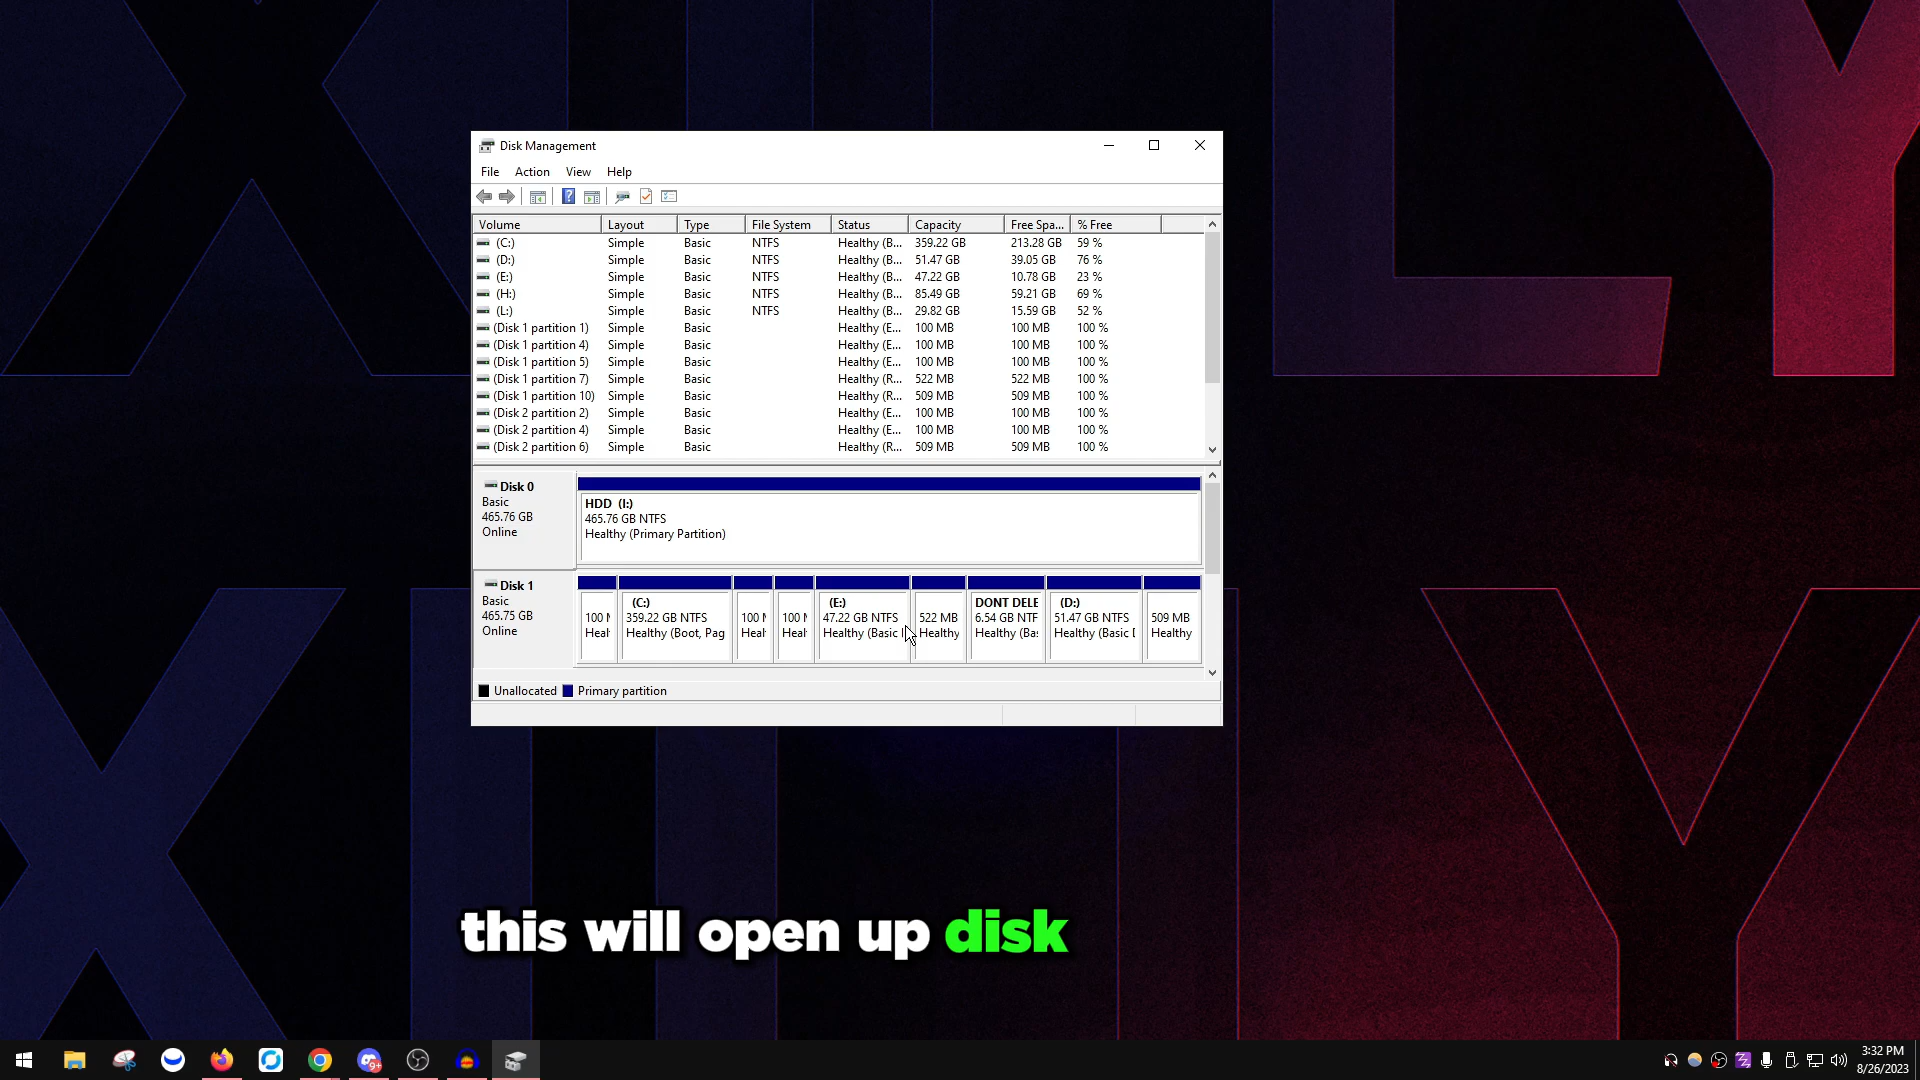 XIII LY
Disk Management
File Action View Help
Volume Layout Type File System Status Capacity Free Spa... % Free
(C:) Simple Basic NTFS Healthy (B... 359.22 GB 213.28 GB 59 %
(D:) Simple Basic NTFS Healthy (B... 51.47 GB 39.05 GB 76 %
(E:) Simple Basic NTFS Healthy (B... 47.22 GB 10.78 GB 23 %
(H:) Simple Basic NTFS Healthy (B... 85.49 GB 59.21 GB 69 %
(L:) Simple Basic NTFS Healthy (B... 29.82 GB 15.59 GB 52 %
(Disk 1 partition 1) Simple Basic Healthy (E... 100 MB 100 MB 100 %
(Disk 1 partition 4) Simple Basic Healthy (E... 100 MB 100 MB 100 %
(Disk 1 partition 5) Simple Basic Healthy (E... 100 MB 100 MB 100 %
(Disk 1 partition 7) Simple Basic Healthy (R... 522 MB 522 MB 100 %
(Disk 1 partition 10) Simple Basic Healthy (R... 509 MB 509 MB 100 %
(Disk 2 partition 2) Simple Basic Healthy (E... 100 MB 100 MB 100 %
(Disk 2 partition 4) Simple Basic Healthy (E... 100 MB 100 MB 100 %
(Disk 2 partition 6) Simple Basic Healthy (R... 509 MB 509 MB 100 %
Disk 0
Basic
465.76 GB
Online
HDD (I:)
465.76 GB NTFS
Healthy (Primary Partition)
Disk 1
Basic
465.75 GB
Online
(C:) (E:) DONT DELE (D:)
100 M 359.22 GB NTFS 100 M 100 M 47.22 GB NTFS 522 MB 6.54 GB NTF 51.47 GB NTFS 509 MB
Heal Healthy (Boot, Pag Heal Heal Healthy (Basic Healthy Healthy (Ba Healthy (Basic Healthy
Unallocated Primary partition
this will open up disk
9+
3:32 PM
8/26/2023